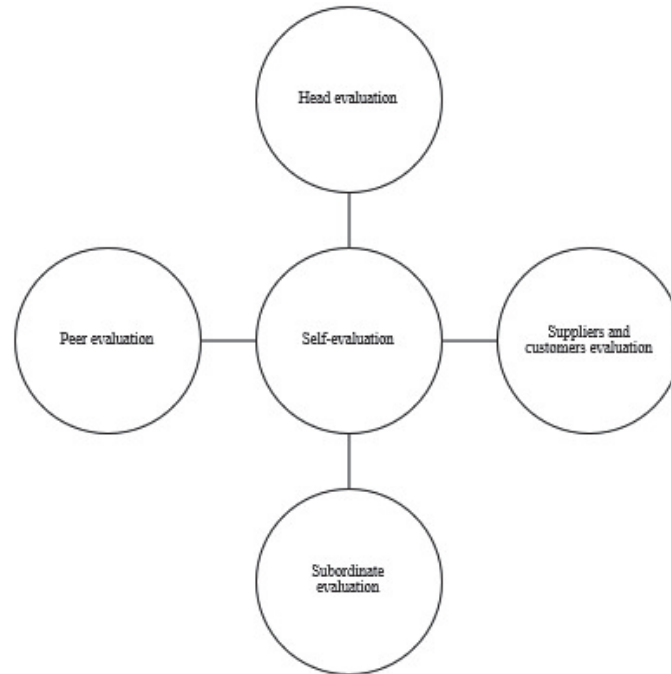 Head evaluation
Peer evaluation
Self-evaluation
Suppliers and
customers evaluation
Subordinate
evaluation